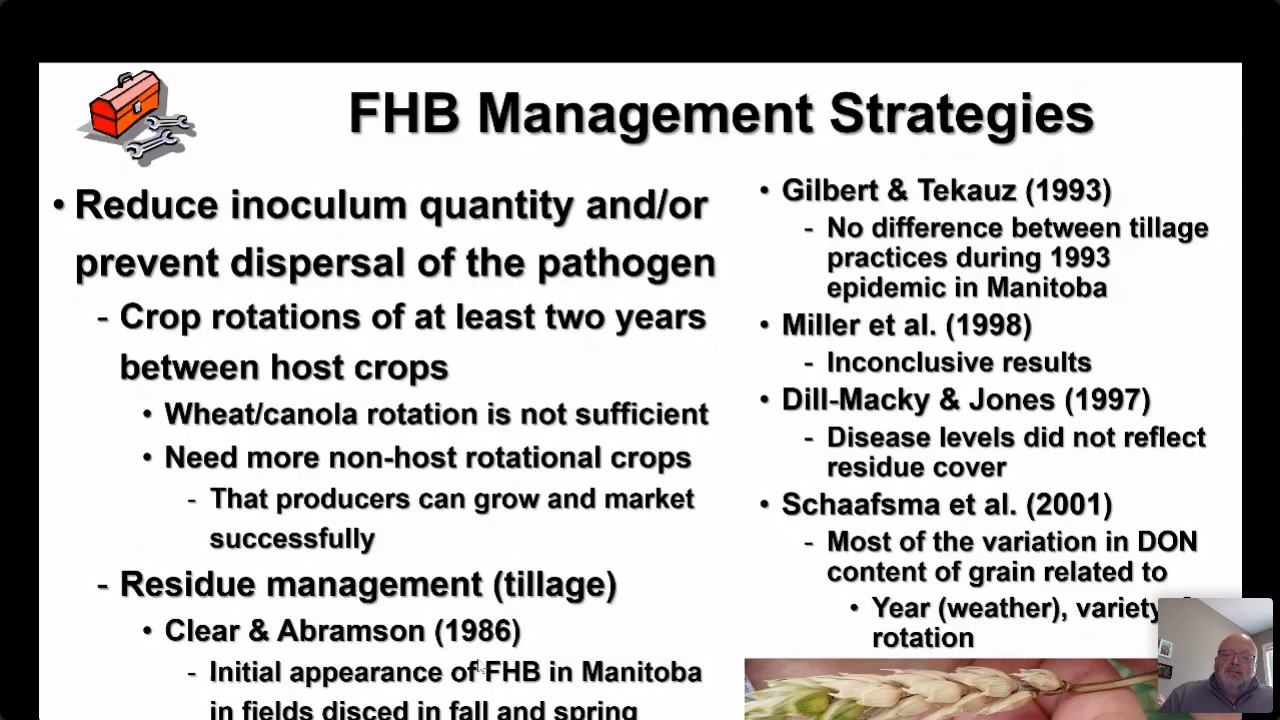 FHB Management Strategies
• Reduce inoculum quantity and/or
prevent dispersal of the pathogen
- Crop rotations of at least two years
between host crops
• Wheat/canola rotation is not sufficient
• Need more non-host rotational crops
- That producers can grow and market
successfully
- Residue management (tillage)
• Clear & Abramson (1986)
- Initial appearance of FHB in Manitoba
in fields disced in fall and spring
• Gilbert & Tekauz (1993)
- No difference between tillage
practices during 1993
epidemic in Manitoba
• Miller et al. (1998)
- Inconclusive results
• Dill-Macky & Jones (1997)
- Disease levels did not reflect
residue cover
• Schaafsma et al. (2001)
- Most of the variation in DON
content of grain related to
• Year (weather), variety,
rotation